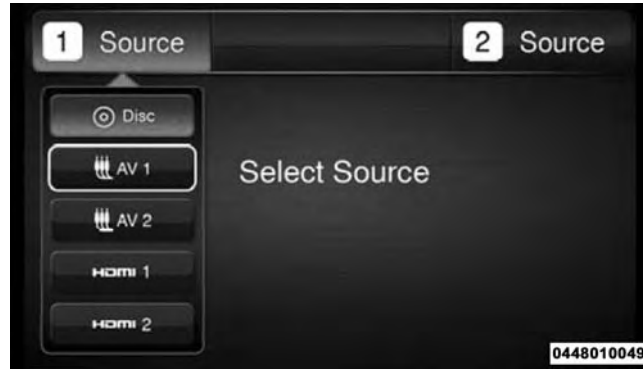 1 Source
2 Source
Disc
AV 1
Select Source
AV 2
HDMI 1
HDMI 2
0448010049